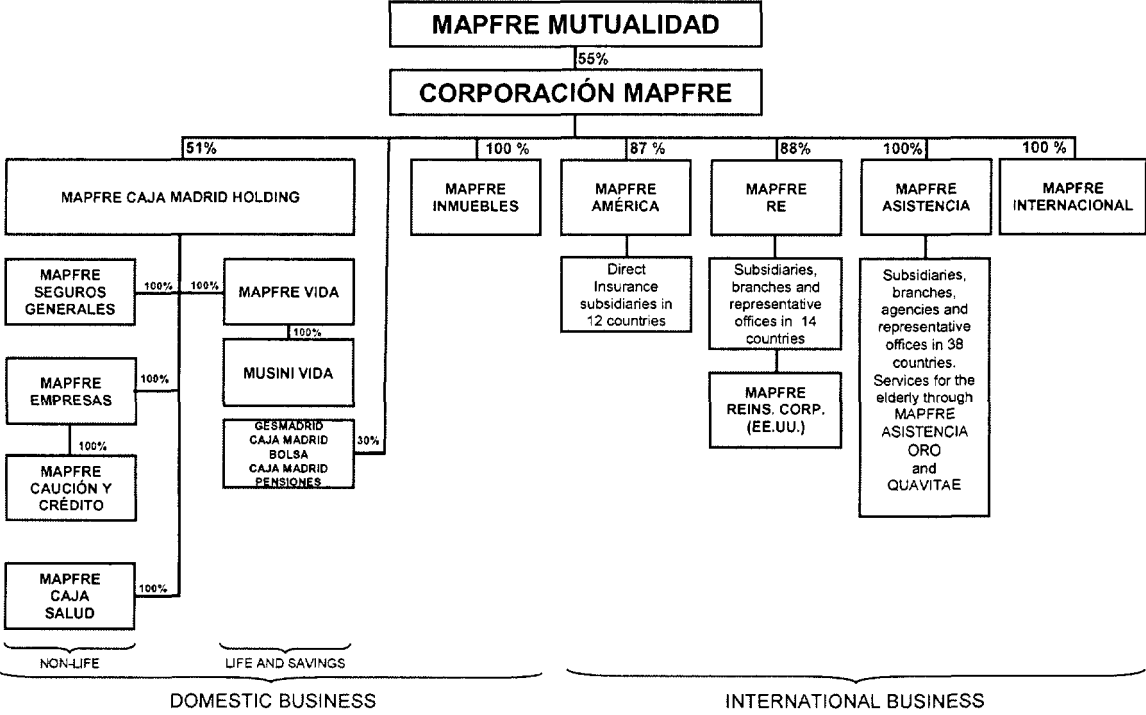 MAPFRE MUTUALIDAD
55%
CORPORACIÓN MAPFRE
51%
100 %
87 %
88%
100%
100 %
MAPFRE CAJA MADRID HOLDING
MAPFRE
INMUEBLES
MAPFRE
AMÉRICA
MAPFRE
RE
MAPFRE
ASISTENCIA
MAPFRE
INTERNACIONAL
MAPFRE
SEGUROS
GENERALES
100%
100%
MAPFRE VIDA
100%
MUSINI VIDA
MAPFRE
EMPRESAS
100%
100%
MAPFRE
CAUCIÓN Y
CRÉDITO
GESMADRID
CAJA MADRID
BOLSA
CAJA MADRID
PENSIONES
30%
MAPFRE
CAJA
SALUD
100%
Direct
Insurance
subsidiaries in
12 countries
Subsidiaries,
branches and
representative
offices in 14
countries
MAPFRE
REINS. CORP.
(EE.UU.)
Subsidiaries,
branches,
agencies and
representative
offices in 38
countries.
Services for the
elderly through
MAPFRE
ASISTENCIA
ORO
and
QUAVITAE
NON-LIFE
LIFE AND SAVINGS
DOMESTIC BUSINESS
INTERNATIONAL BUSINESS